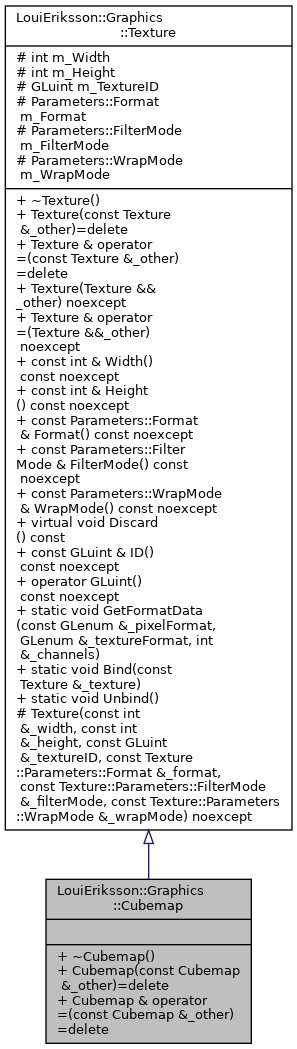 LouiEriksson::Graphics
::Texture
# int m_Width
# int m_Height
# GLuint m_TextureID
# Parameters::Format
m_Format
# Parameters::FilterMode
m_FilterMode
# Parameters::WrapMode
m_WrapMode
+ ~Texture()
+ Texture(const Texture
&_other)=delete
+ Texture & operator
=(const Texture &_other)
=delete
+ Texture(Texture &&
_other) noexcept
+ Texture & operator
=(Texture &&_other)
noexcept
+ const int & Width()
const noexcept
+ const int & Height
() const noexcept
+ const Parameters::Format
& Format() const noexcept
+ const Parameters::Filter
Mode & FilterMode() const
noexcept
+ const Parameters::WrapMode
& WrapMode() const noexcept
+ virtual void Discard
() const
+ const GLuint & ID()
const noexcept
+ operator GLuint()
const noexcept
+ static void GetFormatData
(const GLenum &_pixelFormat,
GLenum &_textureFormat, int
&_channels)
+ static void Bind(const
Texture &_texture)
+ static void Unbind()
# Texture(const int
&_width, const int
&_height, const GLuint
&_textureID, const Texture
::Parameters::Format &_format,
const Texture::Parameters::FilterMode
&_filterMode, const Texture::Parameters
::WrapMode &_wrapMode) noexcept
LouiEriksson::Graphics
::Cubemap
+ ~Cubemap()
+ Cubemap(const Cubemap
&_other)=delete
+ Cubemap & operator
=(const Cubemap &_other)
=delete